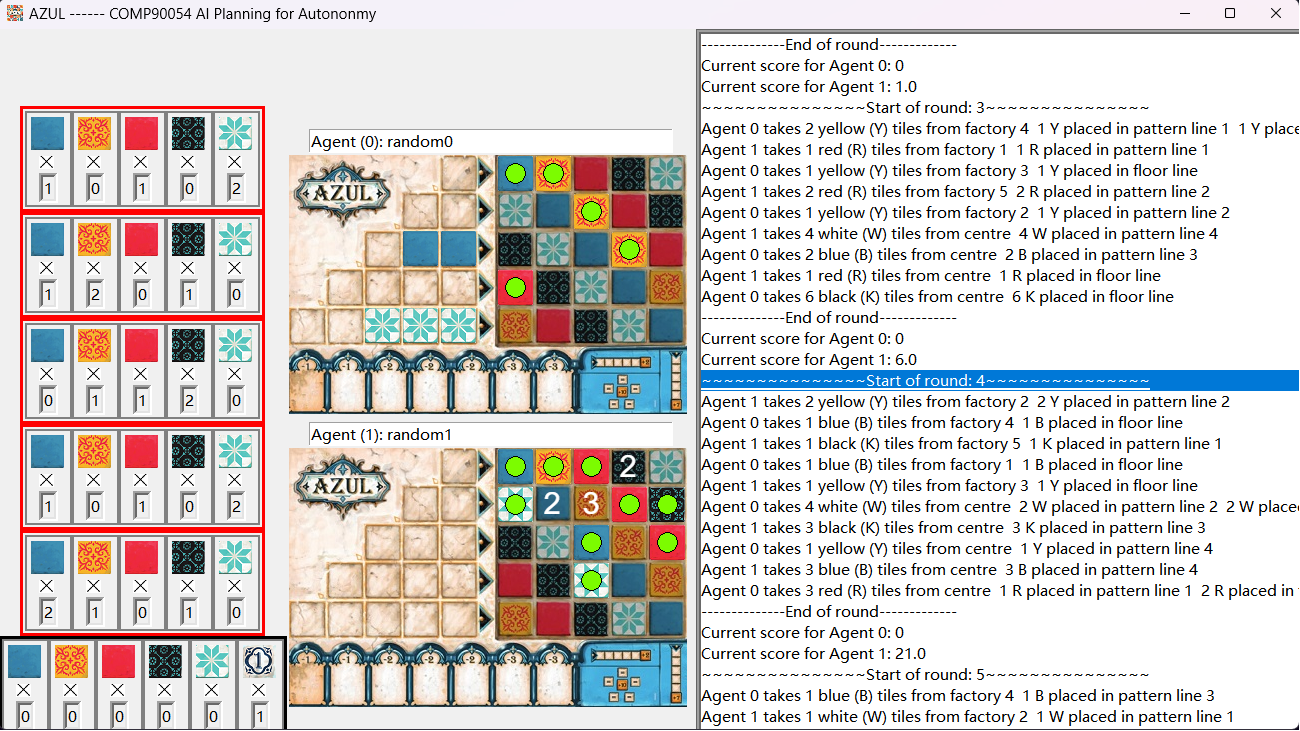 AZUL ------ COMP90054 AI Planning for Autononmy
1 0 1 0 2
1 2 0 1 0
0 1 1 2 0
1 0 1 0 2
2 1 0 1 0
1
0 0 0 0 0 1
Agent (0): random0
AZUL
-1 -1 -2 -2 -2 -3 -3
+2
+10
+7
Agent (1): random1
2
AZUL
2 3
-1 -1 -2 -2 -2 -3 -3
+2
+10
+7
--------------End of round-------------
Current score for Agent 0: 0
Current score for Agent 1: 1.0
~~~~~~~~~~~~~~~Start of round: 3~~~~~~~~~~~~~~~
Agent 0 takes 2 yellow (Y) tiles from factory 4  1 Y placed in pattern line 1  1 Y place
Agent 1 takes 1 red (R) tiles from factory 1  1 R placed in pattern line 1
Agent 0 takes 1 yellow (Y) tiles from factory 3  1 Y placed in floor line
Agent 1 takes 2 red (R) tiles from factory 5  2 R placed in pattern line 2
Agent 0 takes 1 yellow (Y) tiles from factory 2  1 Y placed in pattern line 2
Agent 1 takes 4 white (W) tiles from centre  4 W placed in pattern line 4
Agent 0 takes 2 blue (B) tiles from centre  2 B placed in pattern line 3
Agent 1 takes 1 red (R) tiles from centre  1 R placed in floor line
Agent 0 takes 6 black (K) tiles from centre  6 K placed in floor line
--------------End of round-------------
Current score for Agent 0: 0
Current score for Agent 1: 6.0
~~~~~~~~~~~~~~~Start of round: 4~~~~~~~~~~~~~~~
Agent 1 takes 2 yellow (Y) tiles from factory 2  2 Y placed in pattern line 2
Agent 0 takes 1 blue (B) tiles from factory 4  1 B placed in floor line
Agent 1 takes 1 black (K) tiles from factory 5  1 K placed in pattern line 1
Agent 0 takes 1 blue (B) tiles from factory 1  1 B placed in floor line
Agent 1 takes 1 yellow (Y) tiles from factory 3  1 Y placed in floor line
Agent 0 takes 4 white (W) tiles from centre  2 W placed in pattern line 2  2 W place
Agent 1 takes 3 black (K) tiles from centre  3 K placed in pattern line 3
Agent 0 takes 1 yellow (Y) tiles from centre  1 Y placed in pattern line 4
Agent 1 takes 3 blue (B) tiles from centre  3 B placed in pattern line 4
Agent 0 takes 3 red (R) tiles from centre  1 R placed in pattern line 1  2 R placed in
--------------End of round-------------
Current score for Agent 0: 0
Current score for Agent 1: 21.0
~~~~~~~~~~~~~~~Start of round: 5~~~~~~~~~~~~~~~
Agent 0 takes 1 blue (B) tiles from factory 4  1 B placed in pattern line 3
Agent 1 takes 1 white (W) tiles from factory 2  1 W placed in pattern line 1